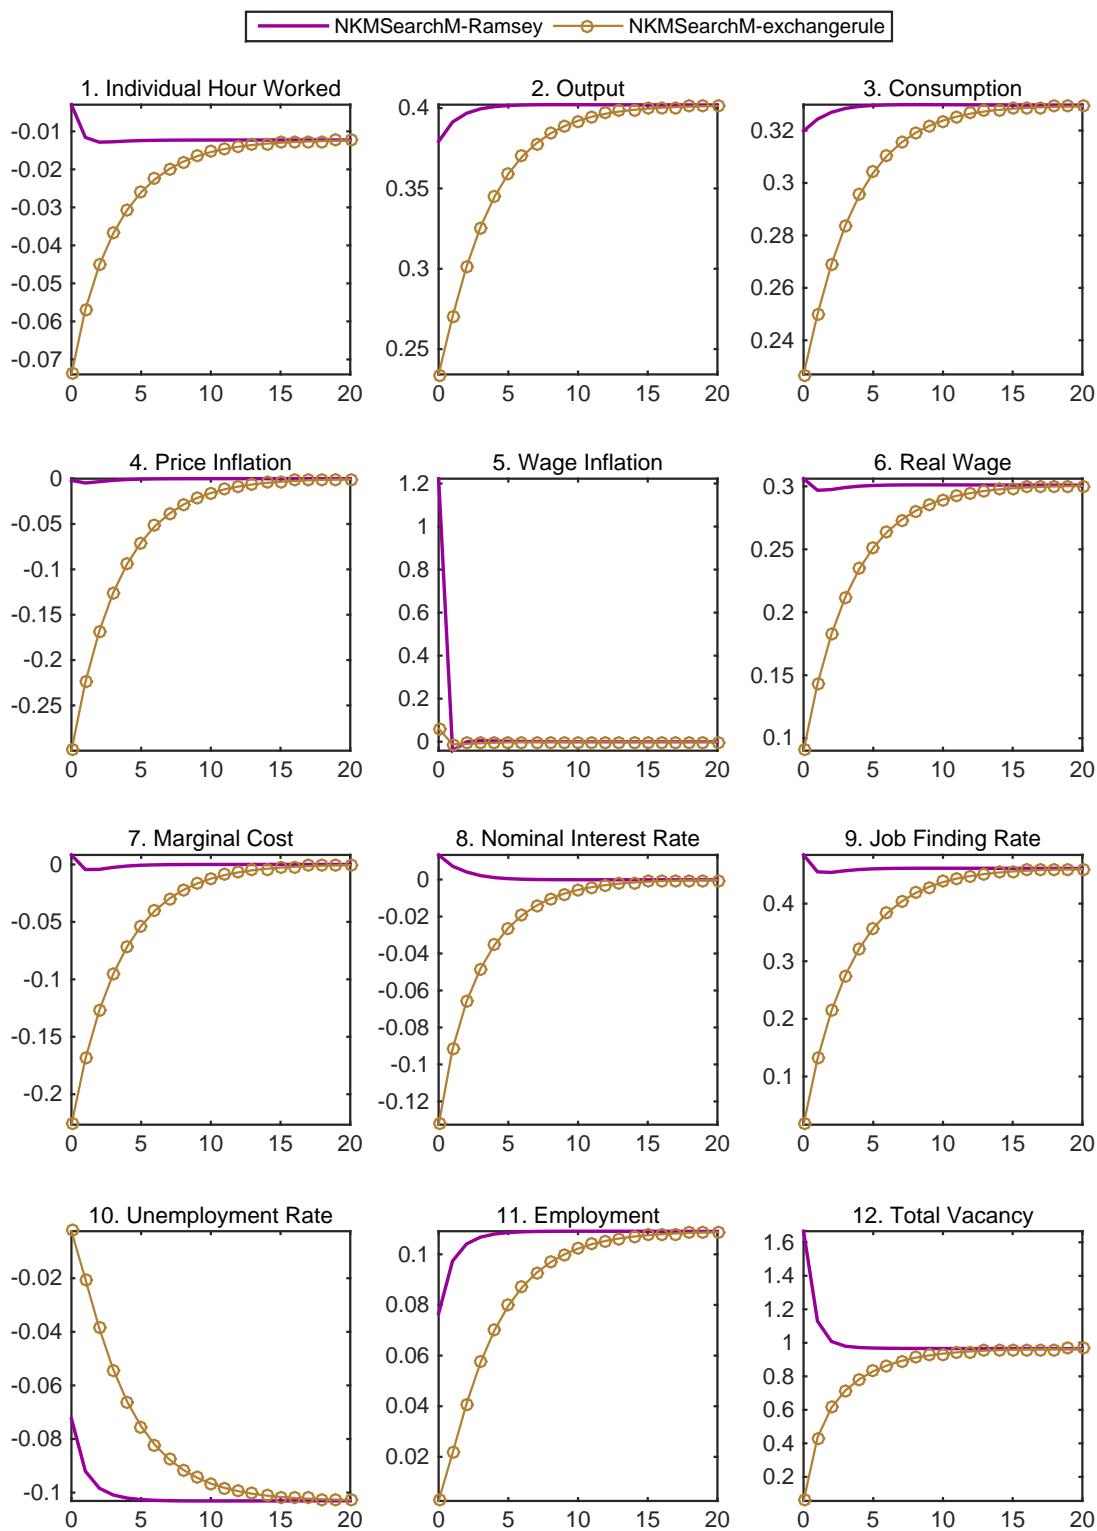 NKMSearchM-Ramsey NKMSearchM-exchangerule
1. Individual Hour Worked
-0.01
-0.02
-0.03
-0.04
-0.05
-0.06
-0.07
0 5 10 15 20
2. Output
0.4
0.35
0.3
0.25
0 5 10 15 20
3. Consumption
0.32
0.3
0.28
0.26
0.24
0 5 10 15 20
4. Price Inflation
0
-0.05
-0.1
-0.15
-0.2
-0.25
0 5 10 15 20
5. Wage Inflation
1.2
1
0.8
0.6
0.4
0.2
0
0 5 10 15 20
6. Real Wage
0.3
0.25
0.2
0.15
0.1
0 5 10 15 20
7. Marginal Cost
0
-0.05
-0.1
-0.15
-0.2
0 5 10 15 20
8. Nominal Interest Rate
0
-0.02
-0.04
-0.06
-0.08
-0.1
-0.12
0 5 10 15 20
9. Job Finding Rate
0.4
0.3
0.2
0.1
0 5 10 15 20
10. Unemployment Rate
-0.02
-0.04
-0.06
-0.08
-0.1
0 5 10 15 20
11. Employment
0.1
0.08
0.06
0.04
0.02
0 5 10 15 20
12. Total Vacancy
1.6
1.4
1.2
1
0.8
0.6
0.4
0.2
0 5 10 15 20